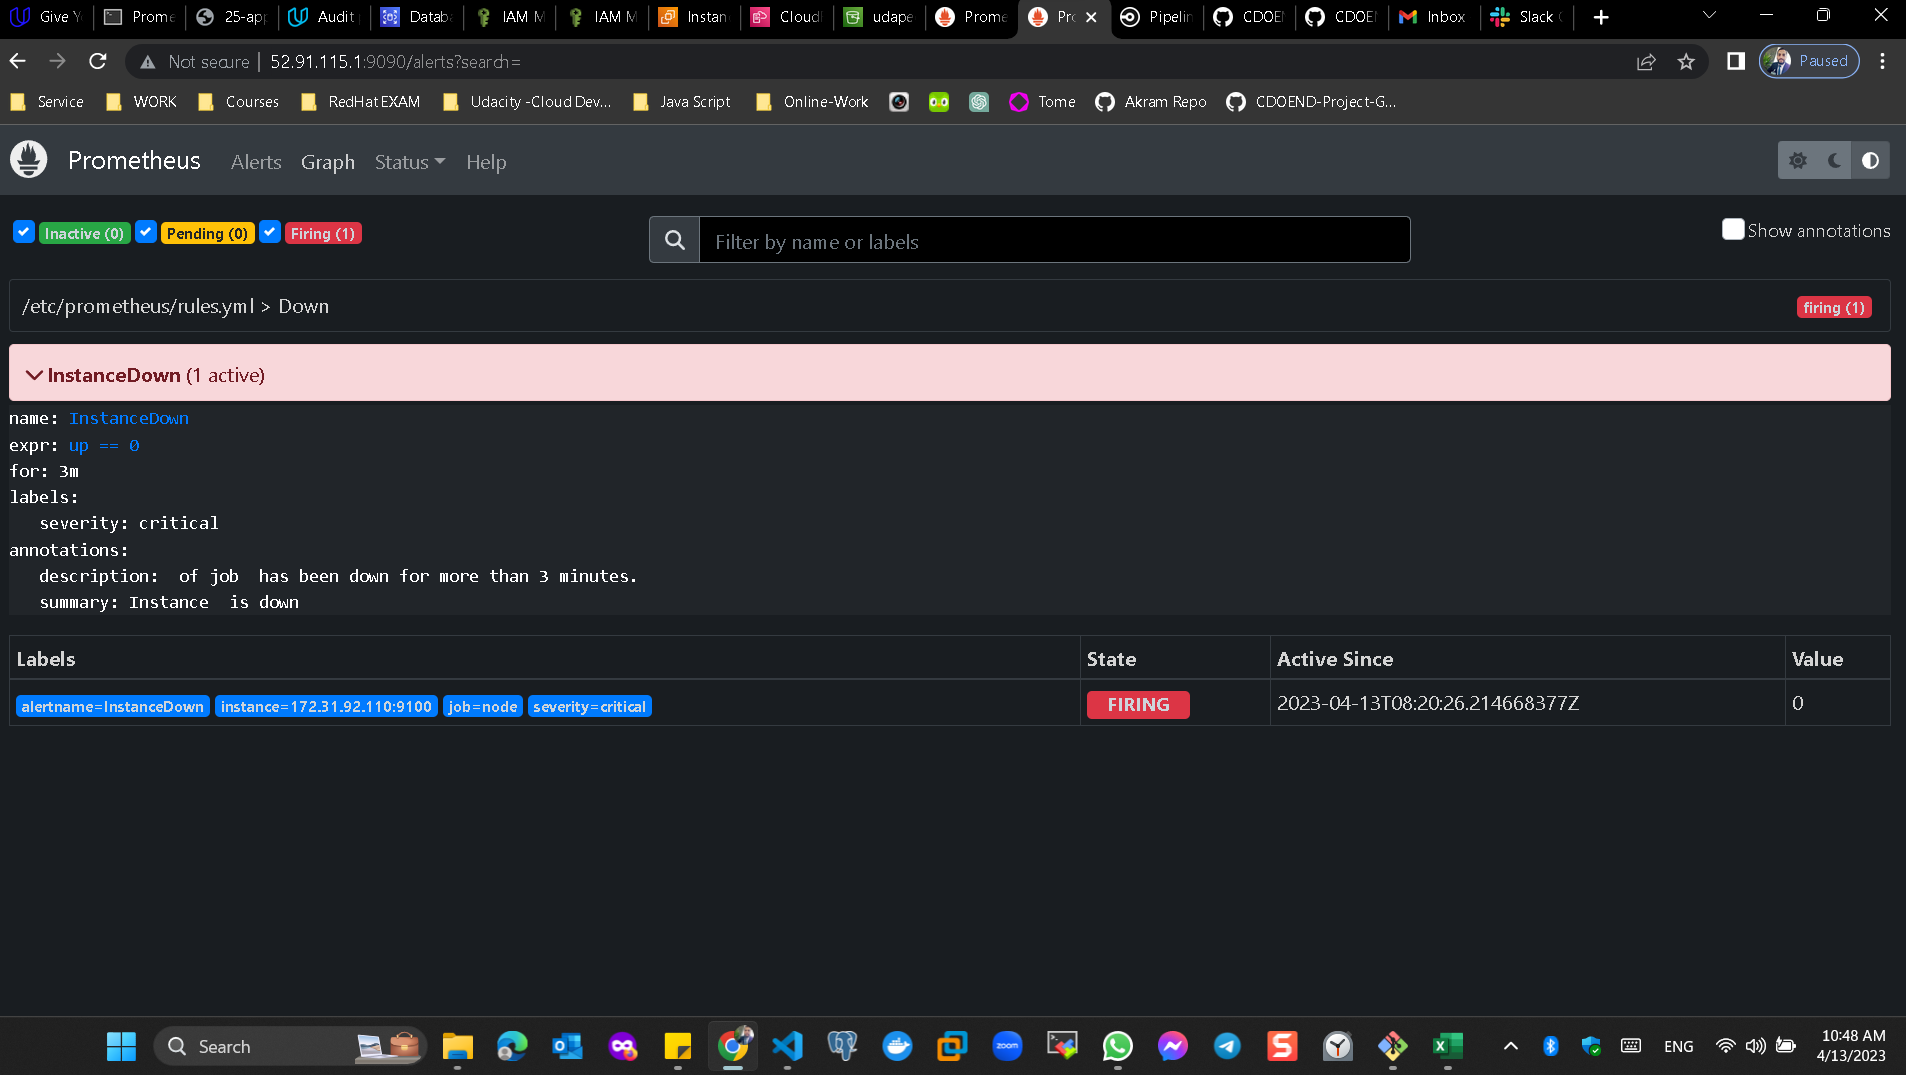 Give Y
Prome
25-app
Audit
Datab
IAM M
IAM M
Instan
Cloudf
udape
Prome
Pro
Pipelin
CDOEN
CDOEN
Inbox
Slack
Not secure 52.91.115.1:9090/alerts?search=
Paused
Service WORK Courses RedHat EXAM Udacity -Cloud Dev... Java Script Online-Work Tome Akram Repo CDOEND-Project-G...
Prometheus Alerts Graph Status Help
Inactive (0) Pending (0) Firing (1)
Filter by name or labels
Show annotations
/etc/prometheus/rules.yml > Down
firing (1)
InstanceDown (1 active)
name: InstanceDown
expr: up == 0
for: 3m
labels:
severity: critical
annotations:
description:  of job  has been down for more than 3 minutes.
summary: Instance  is down
Labels State Active Since Value
alertname=InstanceDown instance=172.31.92.110:9100 job=node severity=critical FIRING 2023-04-13T08:20:26.214668377Z 0
Search
zoom
ENG
10:48 AM
4/13/2023